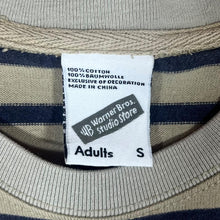 100% COTTON
100% BAUMWOLLE
EXCLUSIVE OF DECORATION
MADE IN CHINA
WB Warner Bros.
Studio Store
Adults S